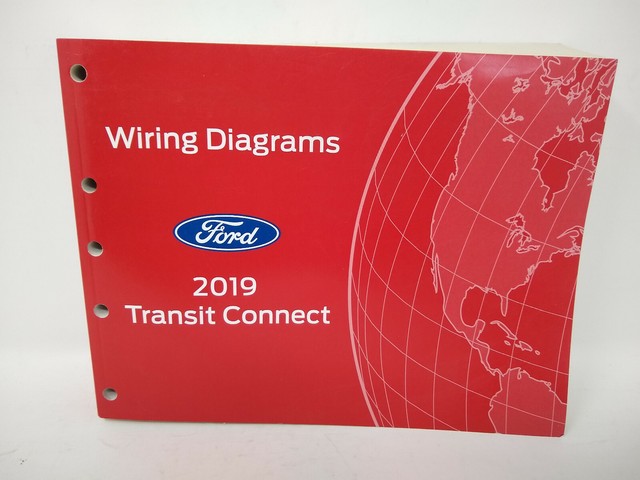 Wiring Diagrams
Ford
2019
Transit Connect